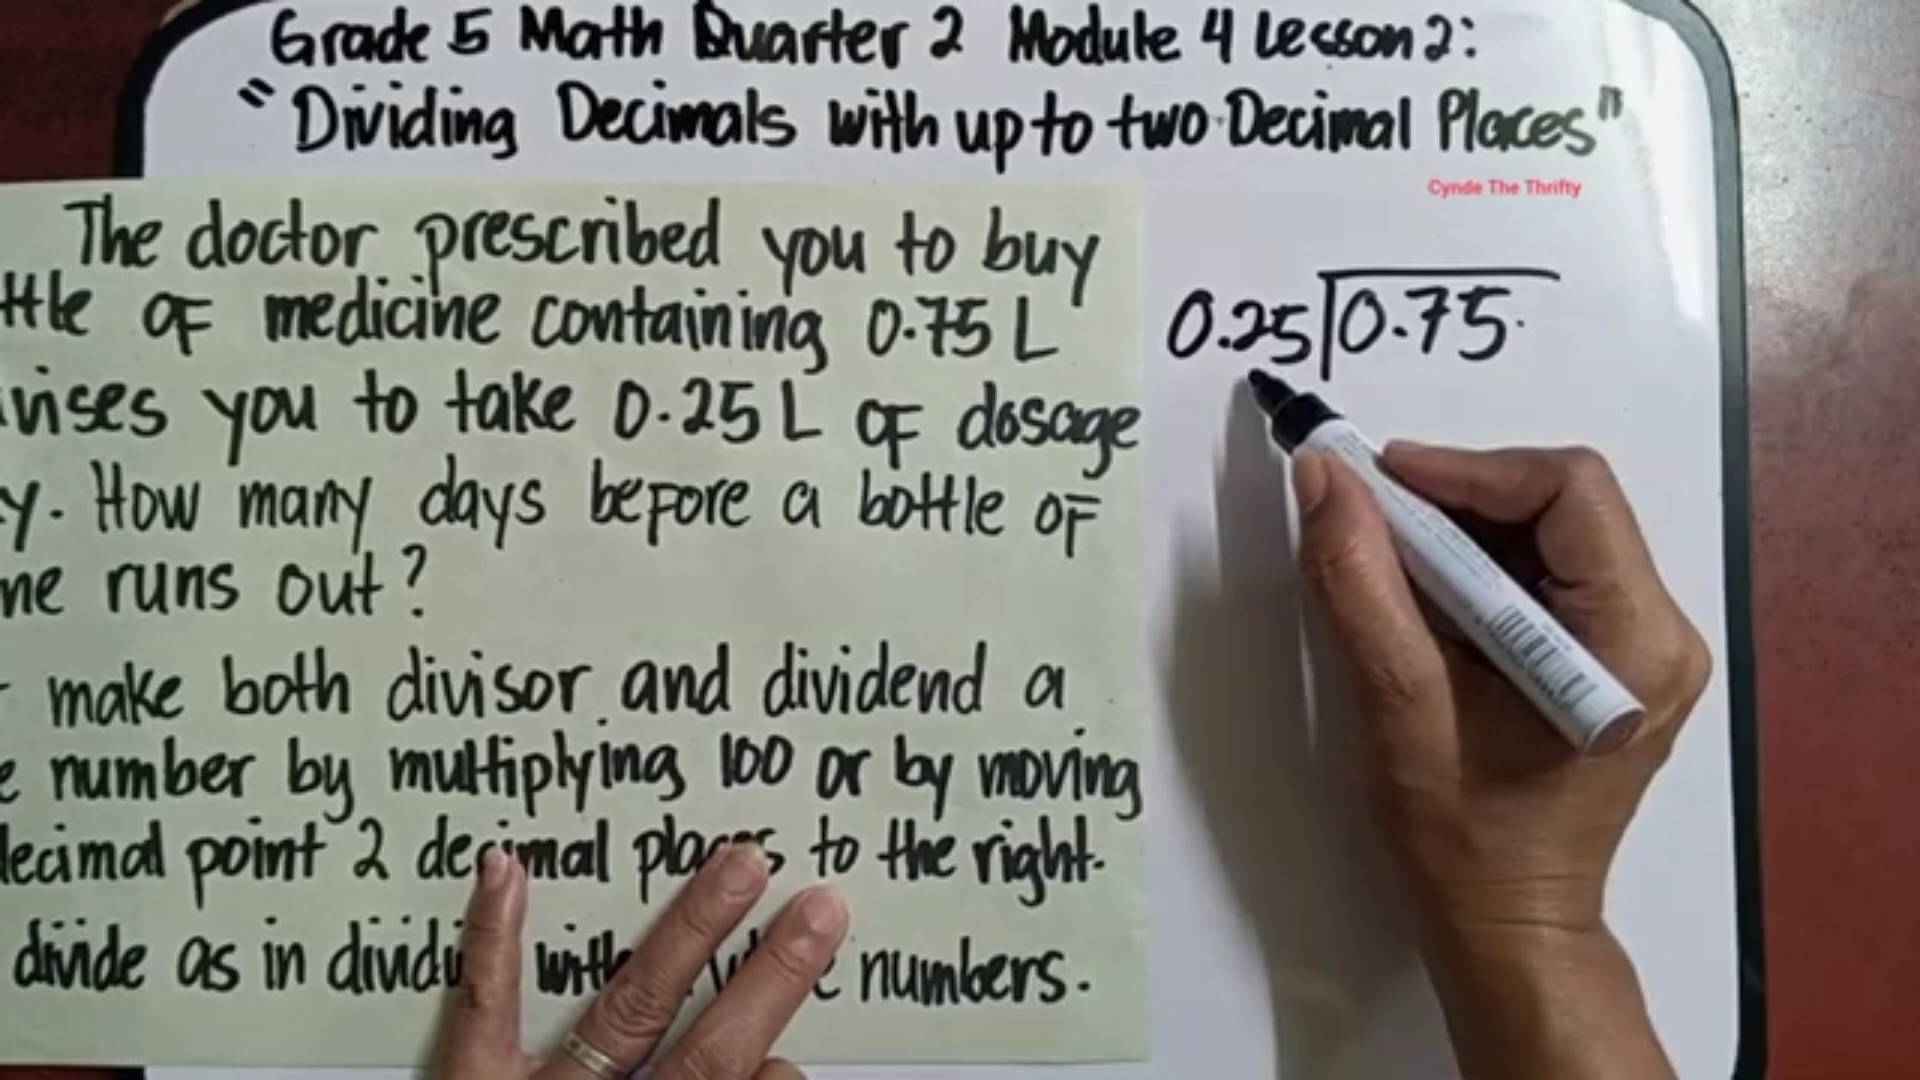 Grade 5 Math Quarter 2 Module 4 Lesson 2:
"Dividing Decimals with up to two Decimal Places"
Cynde The Thrifty
The doctor prescribed you to buy
ttle of medicine containing 0.75 L
vises you to take 0.25 L of dosage
y. How many days before a bottle of
ne runs out?
make both divisor and dividend a
e number by multiplying 100 or by moving
decimal point 2 decimal places to the right.
divide as in with numbers.
0.25 0.75